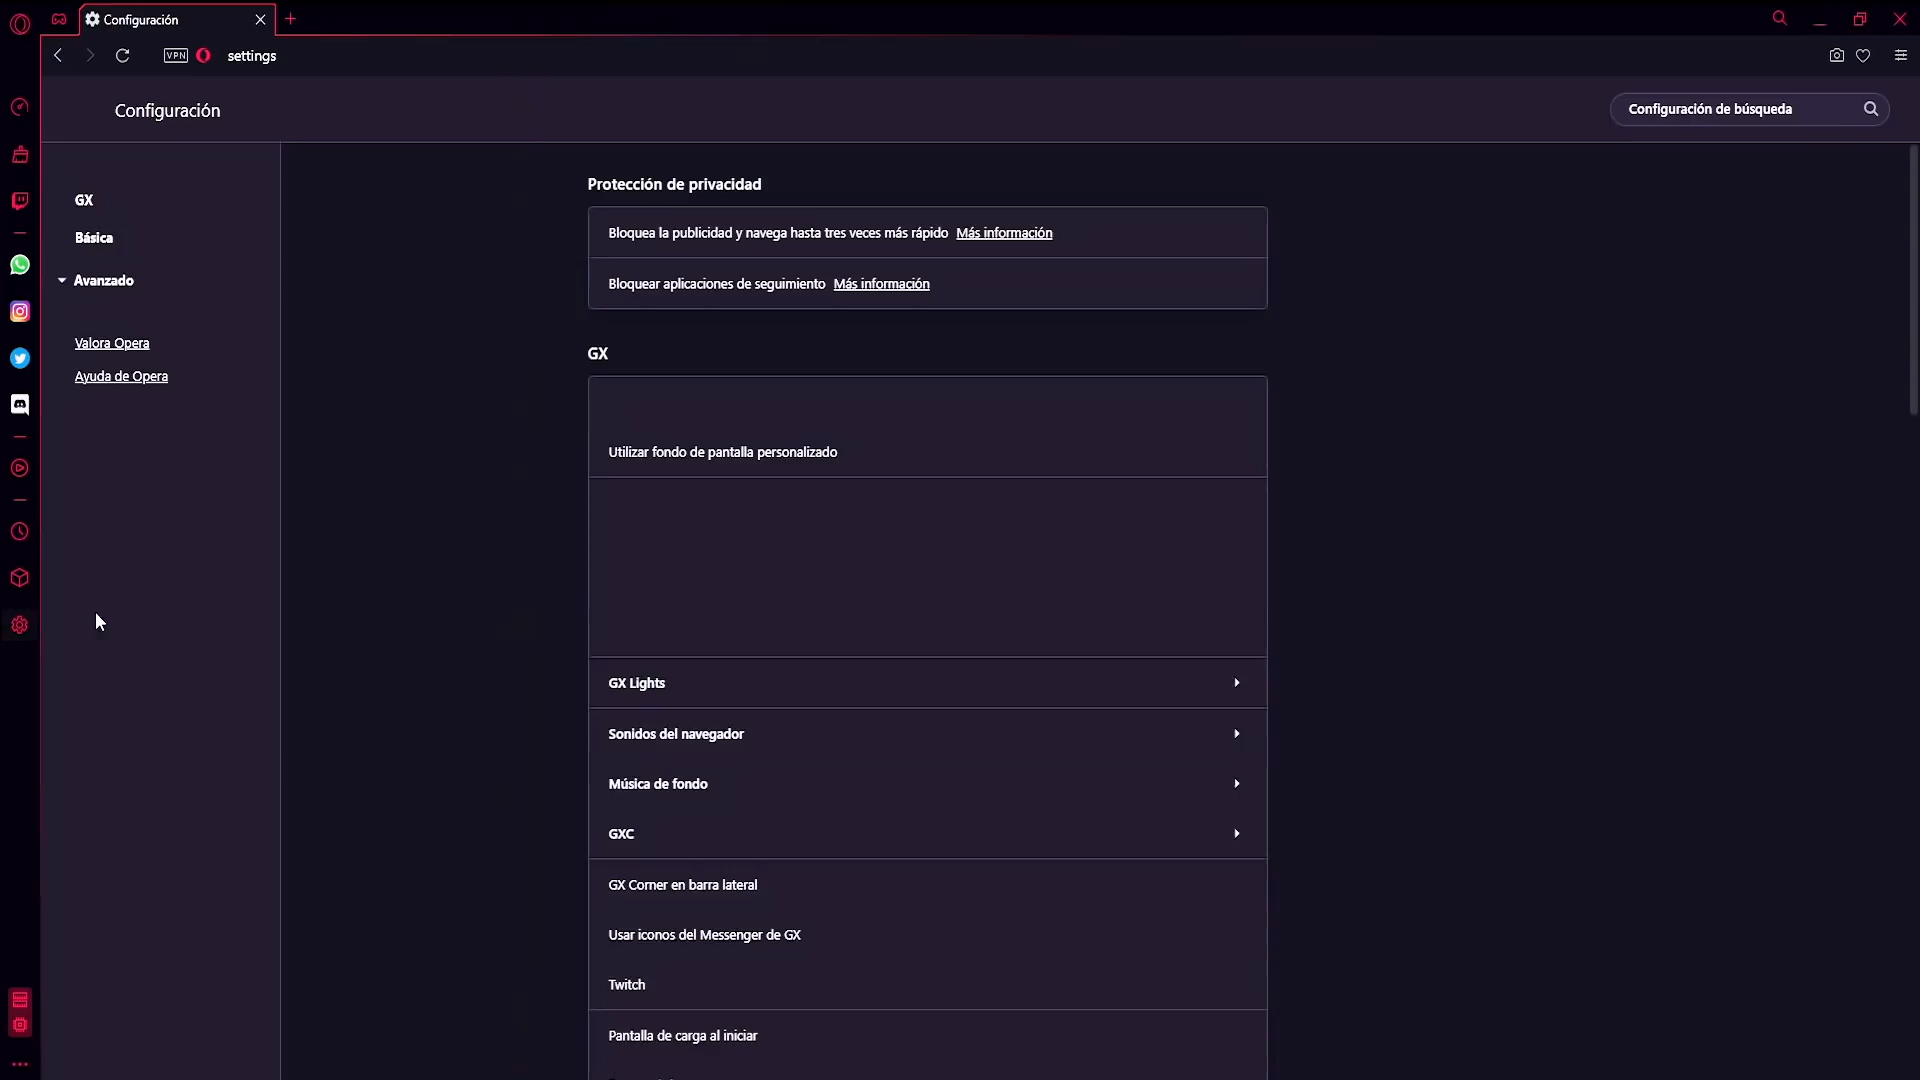 Configuración
VPN
settings
Configuración
Configuración de búsqueda
GX
Básica
Avanzado
Valora Opera
Ayuda de Opera
Protección de privacidad
Bloquea la publicidad y navega hasta tres veces más rápido Más información
Bloquear aplicaciones de seguimiento Más información
GX
Utilizar fondo de pantalla personalizado
GX Lights
Sonidos del navegador
Música de fondo
GXC
GX Corner en barra lateral
Usar iconos del Messenger de GX
Twitch
Pantalla de carga al iniciar